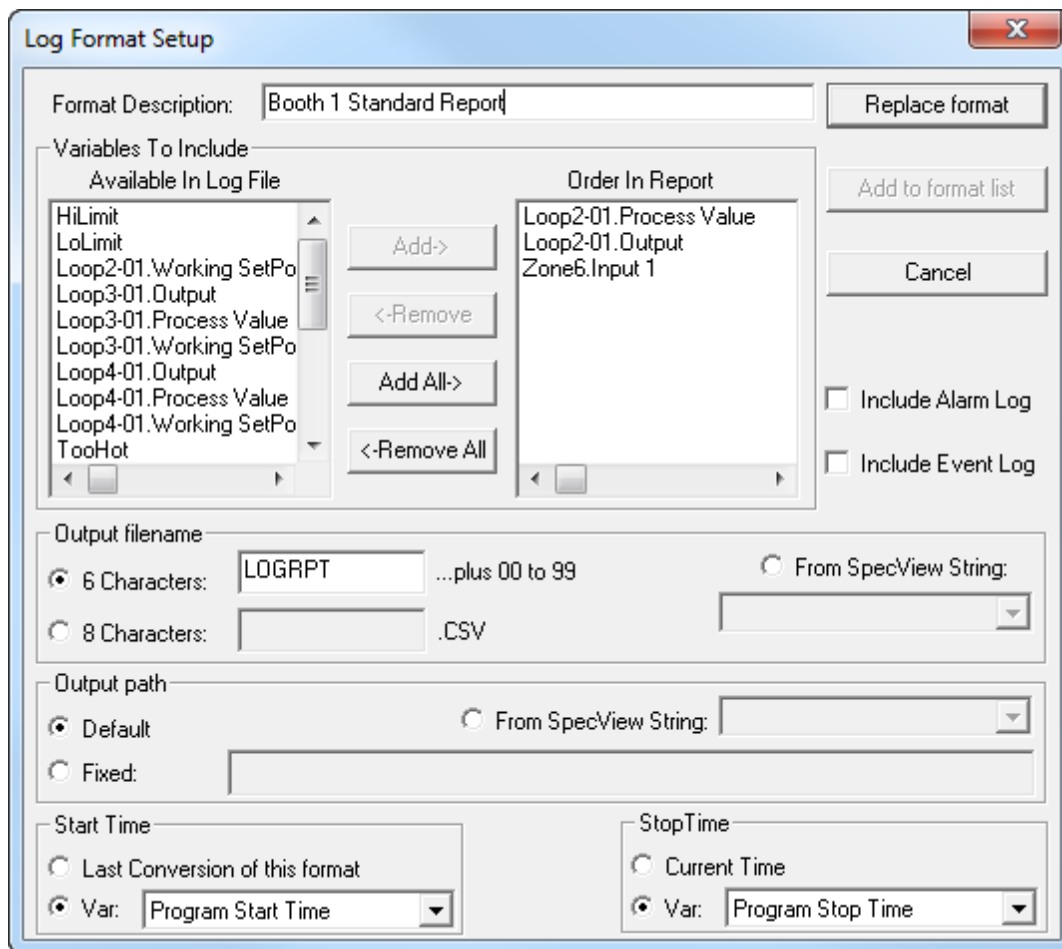 Log Format Setup
Format Description: Booth 1 Standard Report
Replace format
Variables To Include
Available In Log File
Order In Report
Add to format list
HiLimit
LoLimit
Loop2-01.Working SetPo
Loop3-01.Output
Loop3-01.Process Value
Loop3-01.Working SetPo
Loop4-01.Output
Loop4-01.Process Value
Loop4-01.Working SetPo
TooHot
Add->
<-Remove
Add All->
<-Remove All
Loop2-01.Process Value
Loop2-01.Output
Zone6.Input 1
Cancel
Include Alarm Log
Include Event Log
Output filename
6 Characters: LOGRPT ...plus 00 to 99
From SpecView String:
8 Characters: .CSV
Output path
Default
From SpecView String:
Fixed:
Start Time
Last Conversion of this format
Var: Program Start Time
StopTime
Current Time
Var: Program Stop Time